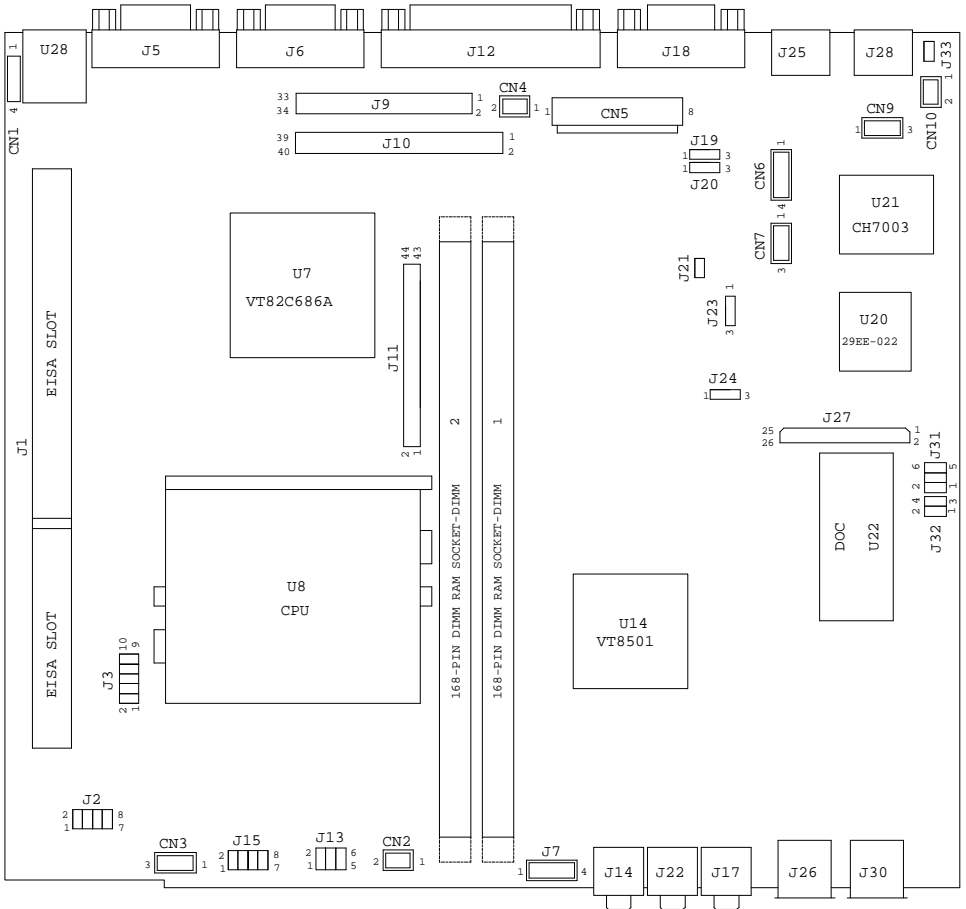 1
U28
J5
J6
J12
J18
J25
J28
J33
4
CN1
33
34
J9
1
2
CN4
2
1
1
CN5
8
1
CN9
3
1
2
CN10
39
40
J10
1
2
J19
1
3
1
3
J20
1
CN6
4
1
CN7
3
U21
CH7003
U7
VT82C686A
44
43
J11
2
1
J21
1
J23
3
U20
29EE-022
EISA SLOT
J1
EISA SLOT
2
168-PIN DIMM RAM SOCKET-DIMM
1
168-PIN DIMM RAM SOCKET-DIMM
J24
1
3
J27
25
26
1
2
J31
6
5
2
1
4
3
2
1
J32
DOC
U22
U8
CPU
U14
VT8501
10
9
J3
2
1
J2
2
8
1
7
CN3
3
1
J15
2
8
1
7
J13
2
6
1
5
CN2
2
1
J7
1
4
J14
J22
J17
J26
J30